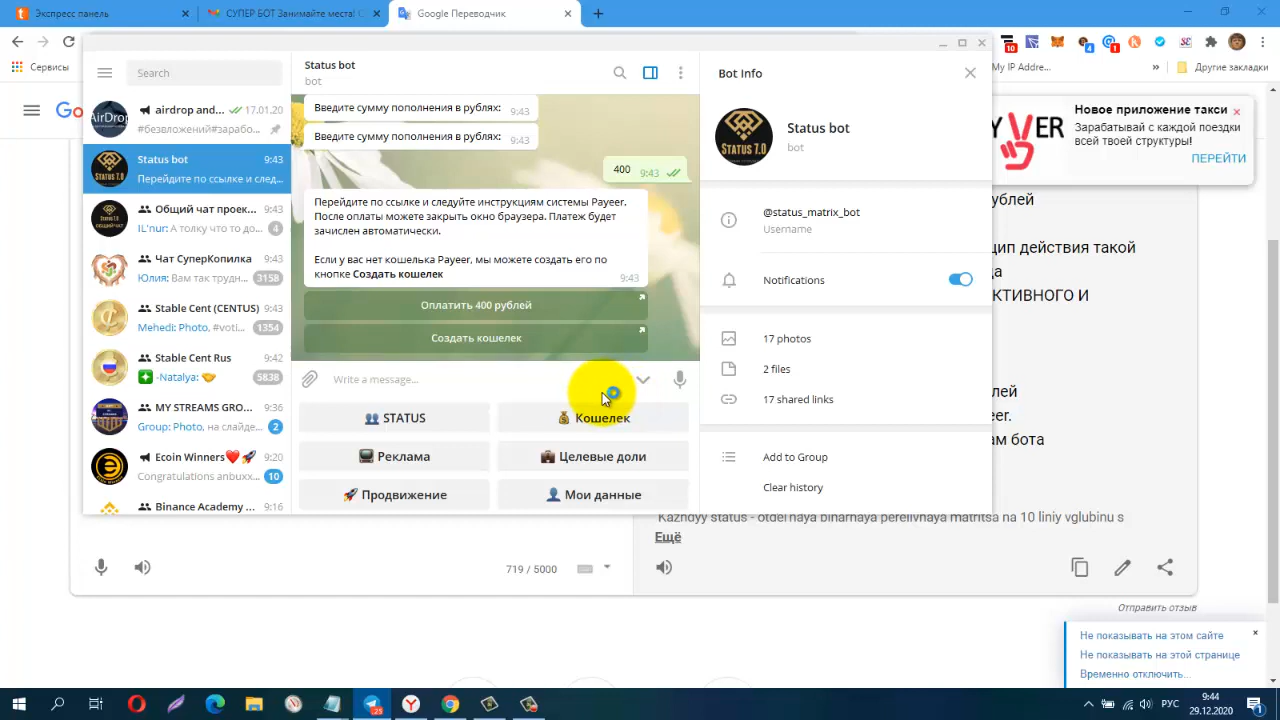 Экспресс панель
СУПЕР БОТ Занимайте места! С
Google Переводчик
Сервисы
My IP Addre...
Другие закладки
Search
airdrop and... 17.01.20
#безвложений#зарабо...
Status bot 9:43
Перейдите по ссылке и след...
Общий чат проек... 9:43
IL'nur: А толку что то до... 4
Чат СуперКопилка 9:43
Юлия: Вам так трудн... 3158
Stable Cent (CENTUS) 9:43
Mehedi: Photo, #voti... 1354
Stable Cent Rus 9:42
-Natalya: 5838
MY STREAMS GRO... 9:36
Group: Photo, на слайде... 2
Ecoin Winners 9:20
Congratulations anbuxx... 10
Binance Academy ... 9:16
Status bot
bot
Введите сумму пополнения в рублях: 9:43
Введите сумму пополнения в рублях: 9:43
400 9:43
Перейдите по ссылке и следуйте инструкциям системы Payeer.
После оплаты можете закрыть окно браузера. Платеж будет
зачислен автоматически.
Если у вас нет кошелька Payeer, мы можете создать его по
кнопке Создать кошелек
9:43
Оплатить 400 рублей
Создать кошелек
Write a message...
STATUS
Кошелек
Реклама
Целевые доли
Продвижение
Мои данные
Bot Info
STATUS 7.0
Status bot
bot
@status_matrix_bot
Username
Notifications
17 photos
2 files
17 shared links
Add to Group
Clear history
Новое приложение такси
Зарабатывай с каждой поездки
всей твоей структуры!
ПЕРЕЙТИ
Go
ублей
цип действия такой
да
КТИВНОГО И
лей
er.
ам бота
Kazhdyy status - otdel'naya binarnaya perelivnaya matritsa na 10 liniy vglubinu s
Ещё
719 / 5000
Отправить отзыв
Не показывать на этом сайте
Не показывать на этой странице
Временно отключить...
РУС
9:44
29.12.2020